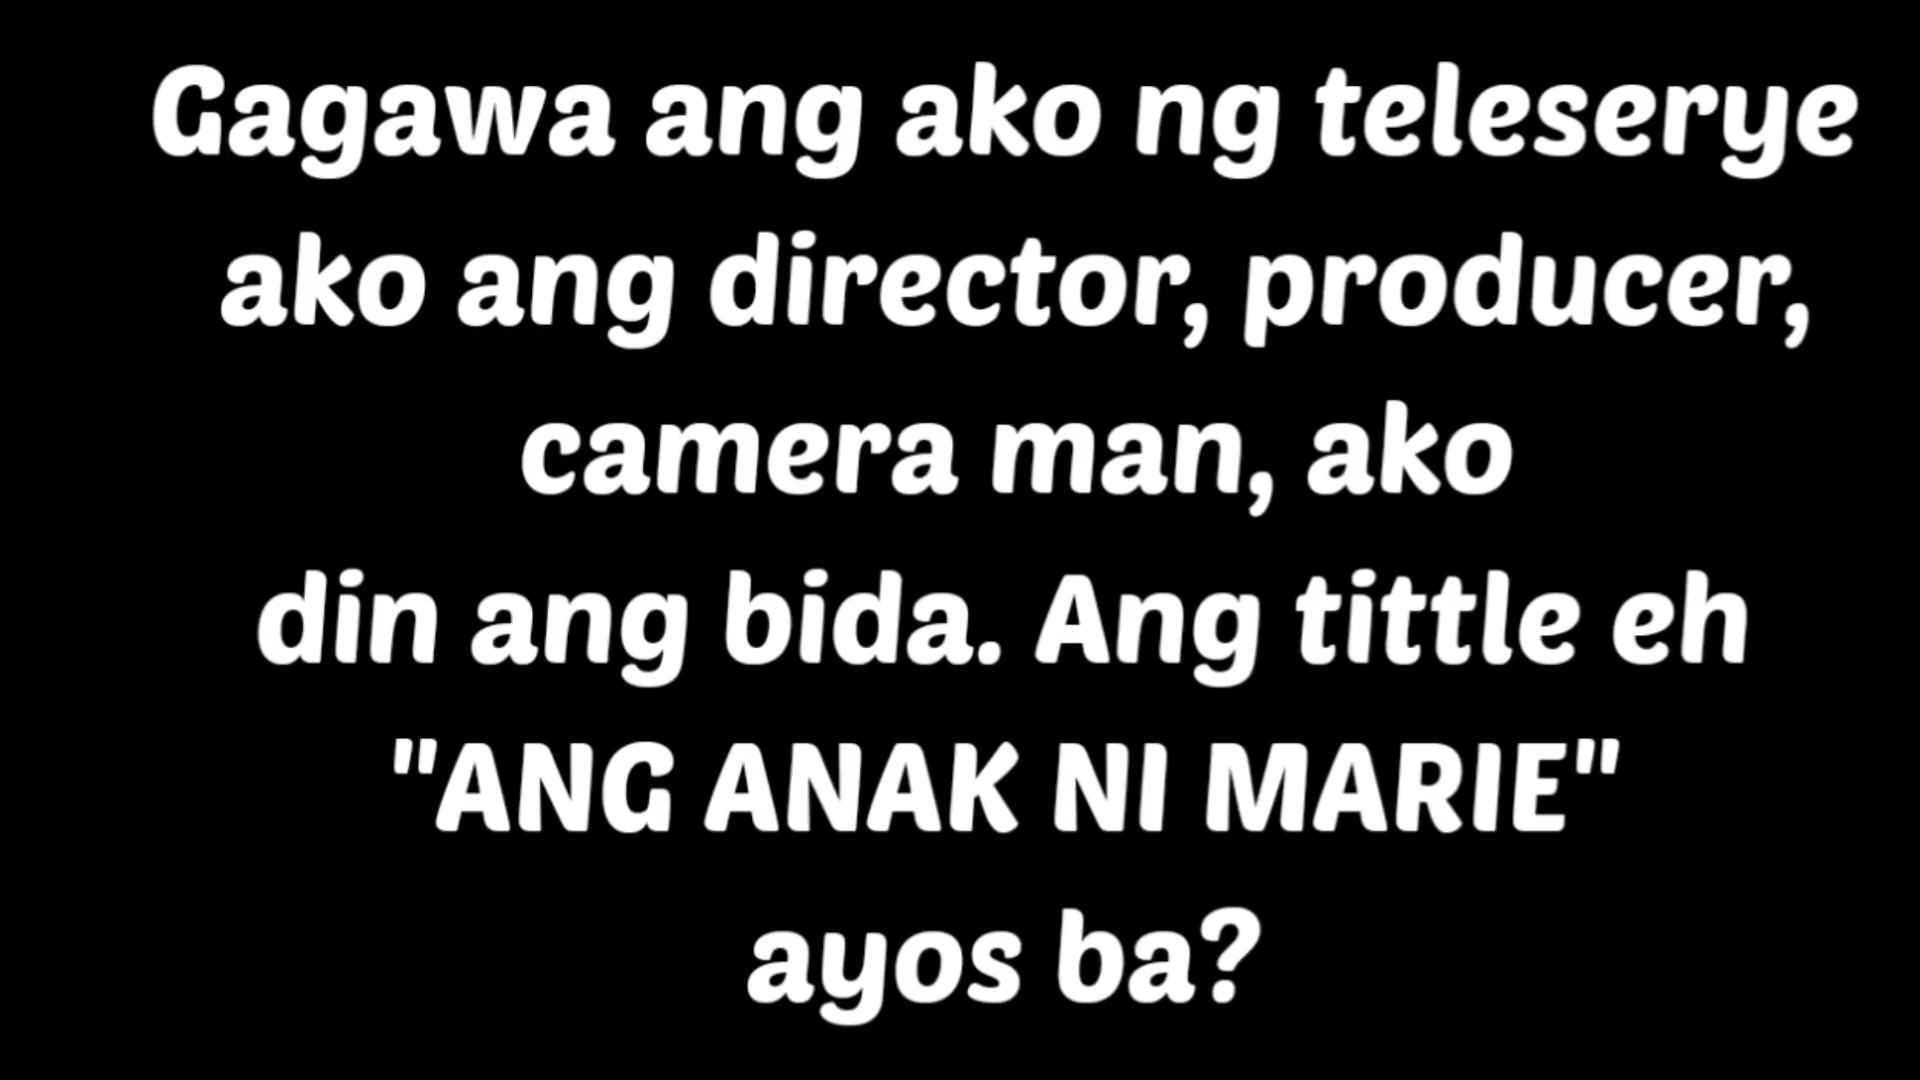 Gagawa ang ako ng teleserye
ako ang director, producer,
camera man, ako
din ang bida. Ang tittle eh
"ANG ANAK NI MARIE"
ayos ba?